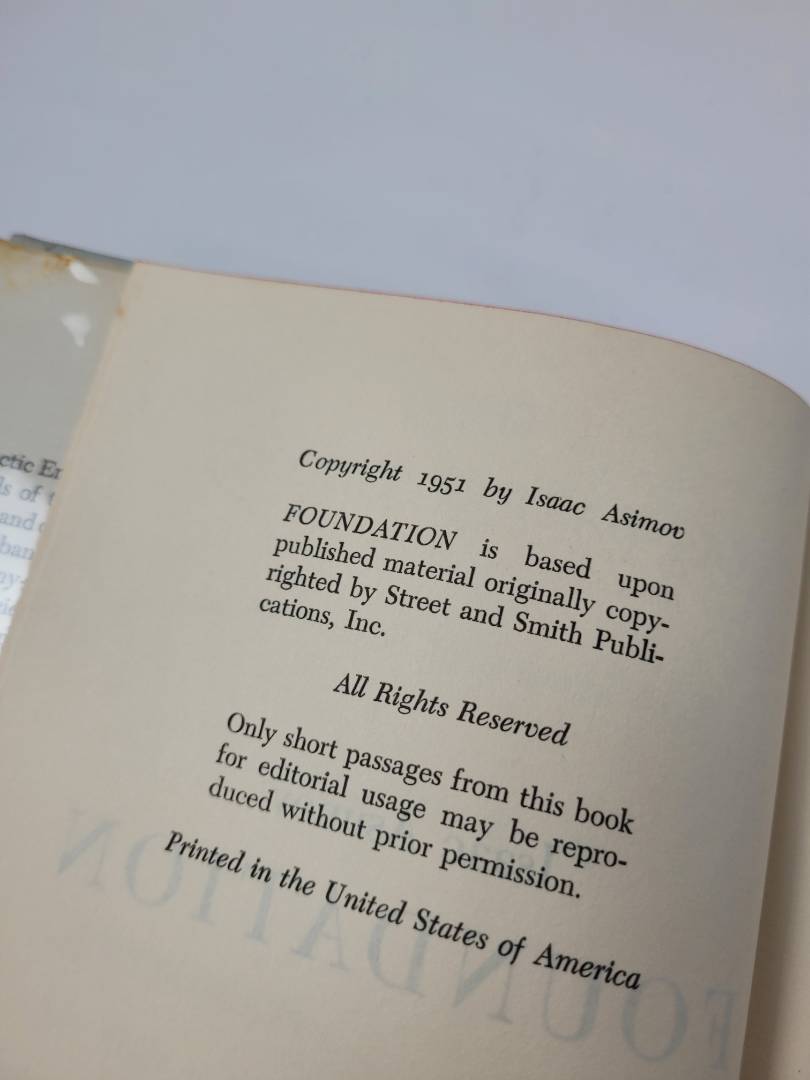 Copyright 1951 by Isaac Asimov
FOUNDATION is based upon
published material originally copy-
righted by Street and Smith Publi-
cations, Inc.
All Rights Reserved
Only short passages from this book
for editorial usage may be repro-
duced without prior permission.
Printed in the United States of America
FOUNDATION